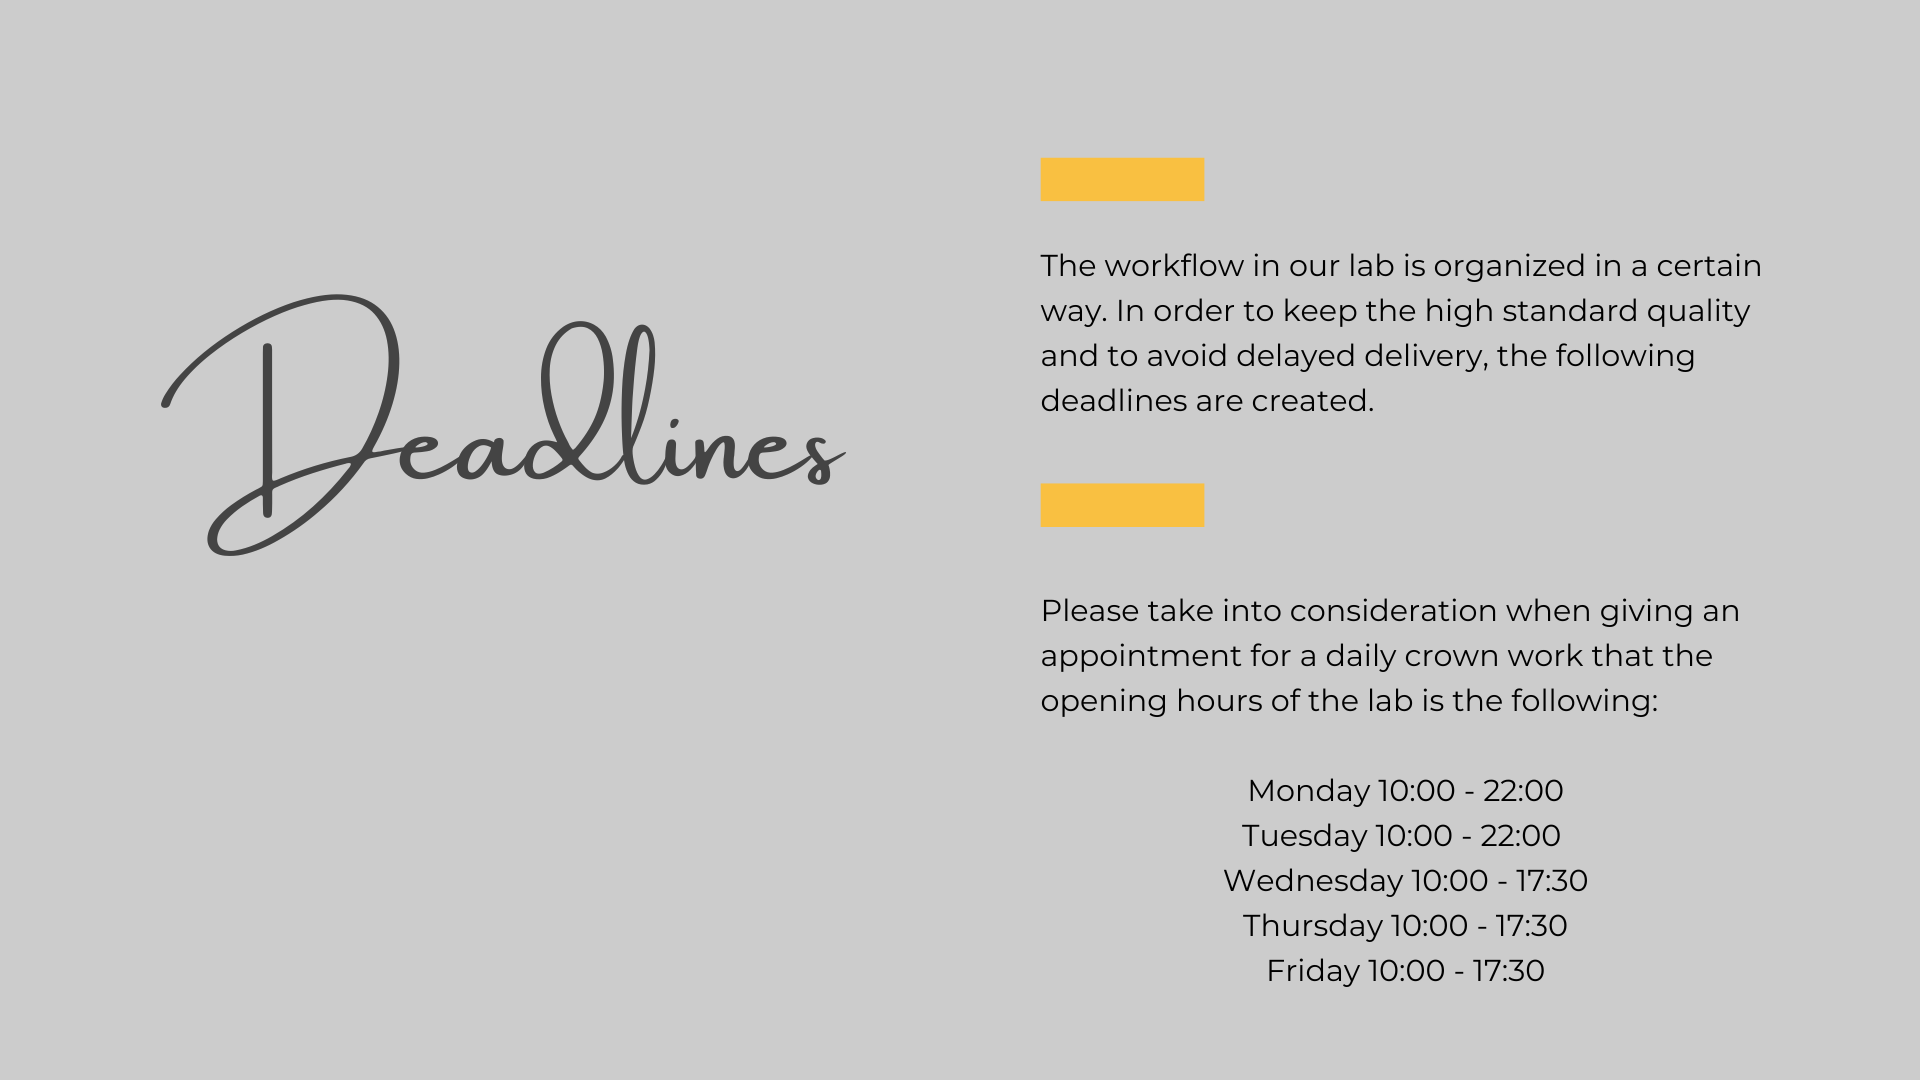 Deadlines
The workflow in our lab is organized in a certain
way. In order to keep the high standard quality
and to avoid delayed delivery, the following
deadlines are created.
Please take into consideration when giving an
appointment for a daily crown work that the
opening hours of the lab is the following:
Monday 10:00 - 22:00
Tuesday 10:00 - 22:00
Wednesday 10:00 - 17:30
Thursday 10:00 - 17:30
Friday 10:00 - 17:30